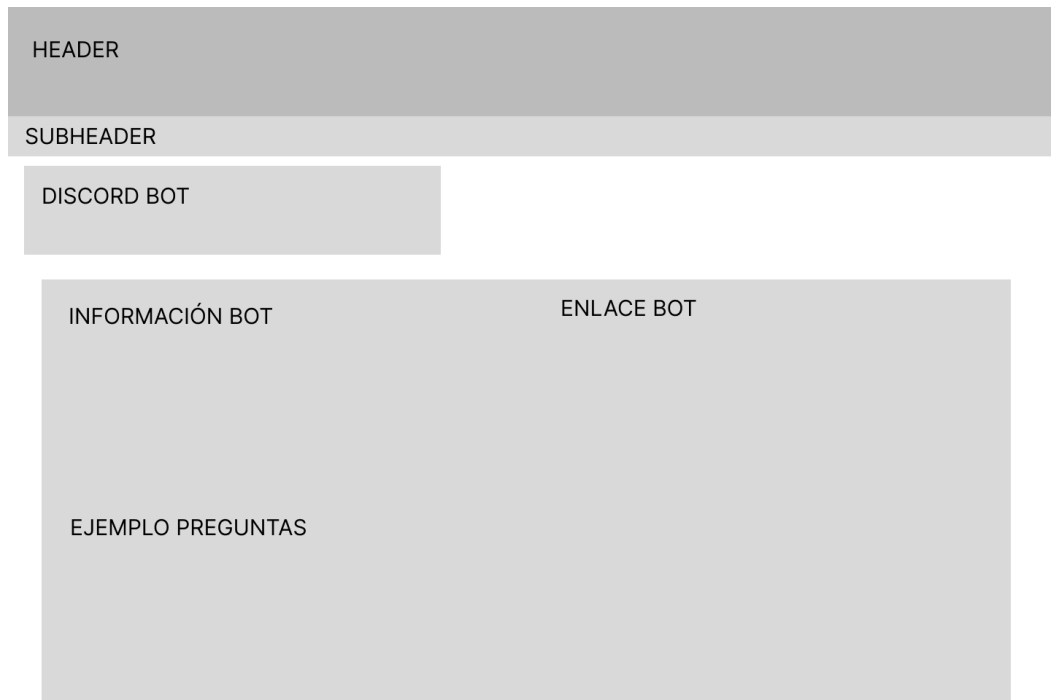 HEADER
SUBHEADER
DISCORD BOT
INFORMACIÓN BOT
ENLACE BOT
EJEMPLO PREGUNTAS